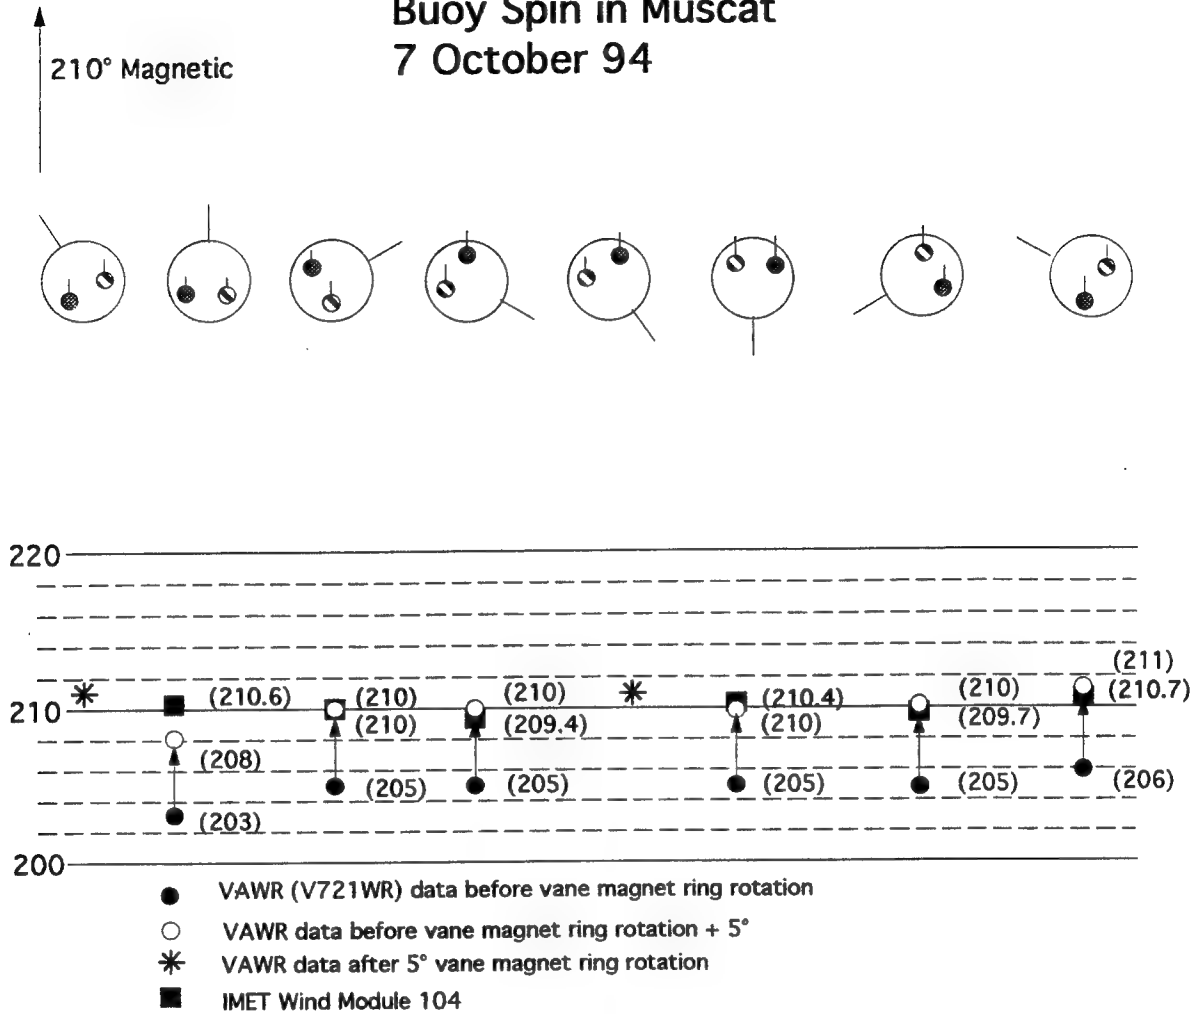 Buoy Spin in Muscat
7 October 94
210° Magnetic
220
(211)
(210.6) (210) (210) (210.4) (210) (210.7)
210
(210) (209.4) (210) (209.7)
(208)
(205) (205) (205) (205) (206)
(203)
200
VAWR (V721WR) data before vane magnet ring rotation
VAWR data before vane magnet ring rotation + 5°
VAWR data after 5° vane magnet ring rotation
IMET Wind Module 104